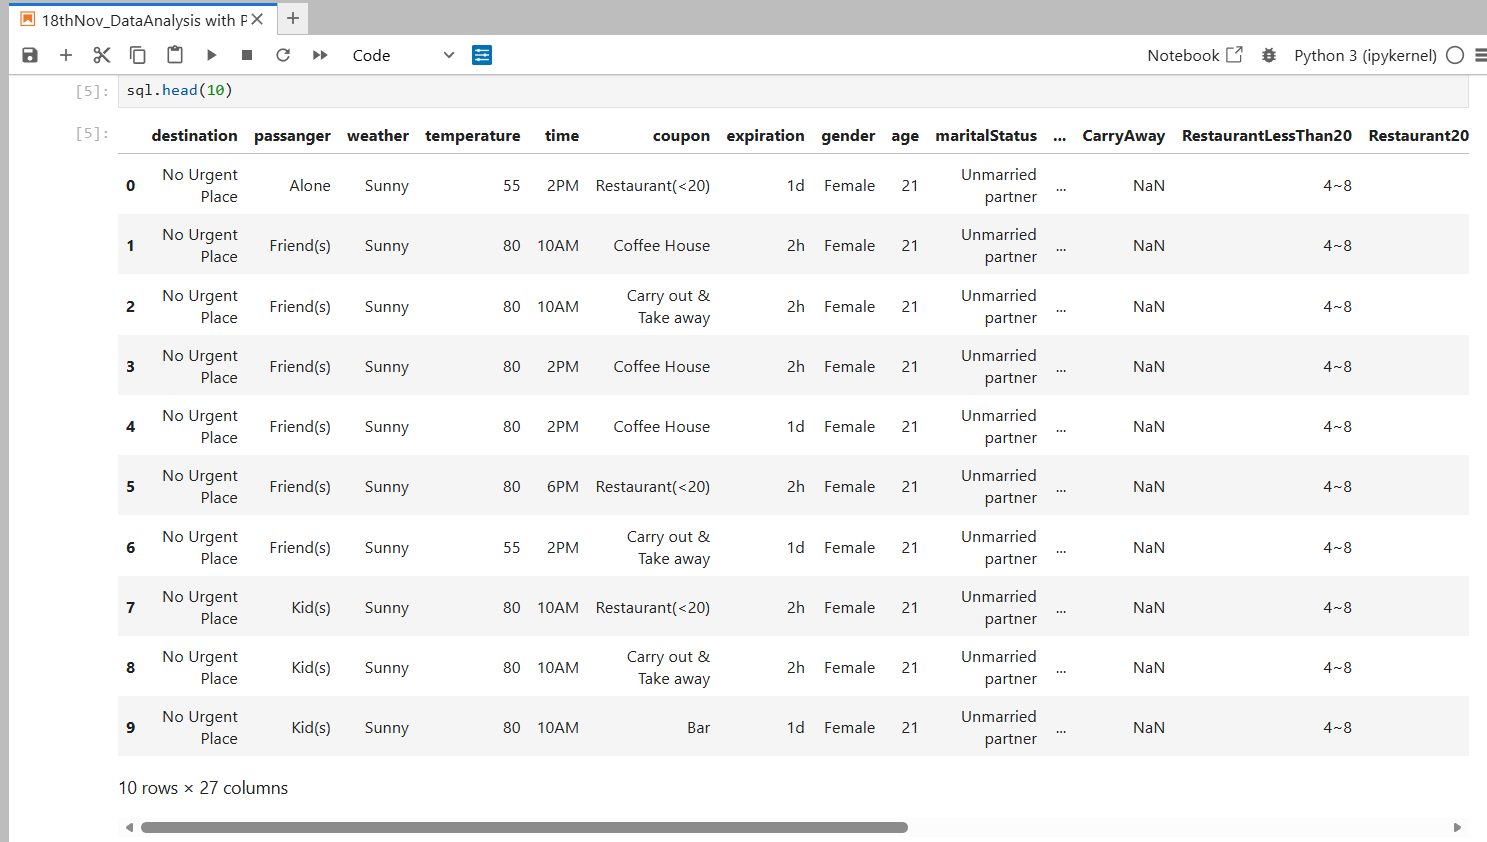 18thNov_DataAnalysis with P
Code
Notebook
Python 3 (ipykernel)
[5]:
sql.head(10)
[5]:
destination passanger weather temperature time coupon expiration gender age maritalStatus ... CarryAway RestaurantLessThan20 Restaurant20
0 No Urgent Place Alone Sunny 55 2PM Restaurant(<20) 1d Female 21 Unmarried partner ... NaN 4~8
1 No Urgent Place Friend(s) Sunny 80 10AM Coffee House 2h Female 21 Unmarried partner ... NaN 4~8
2 No Urgent Place Friend(s) Sunny 80 10AM Carry out & Take away 2h Female 21 Unmarried partner ... NaN 4~8
3 No Urgent Place Friend(s) Sunny 80 2PM Coffee House 2h Female 21 Unmarried partner ... NaN 4~8
4 No Urgent Place Friend(s) Sunny 80 2PM Coffee House 1d Female 21 Unmarried partner ... NaN 4~8
5 No Urgent Place Friend(s) Sunny 80 6PM Restaurant(<20) 2h Female 21 Unmarried partner ... NaN 4~8
6 No Urgent Place Friend(s) Sunny 55 2PM Carry out & Take away 1d Female 21 Unmarried partner ... NaN 4~8
7 No Urgent Place Kid(s) Sunny 80 10AM Restaurant(<20) 2h Female 21 Unmarried partner ... NaN 4~8
8 No Urgent Place Kid(s) Sunny 80 10AM Carry out & Take away 2h Female 21 Unmarried partner ... NaN 4~8
9 No Urgent Place Kid(s) Sunny 80 10AM Bar 1d Female 21 Unmarried partner ... NaN 4~8
10 rows × 27 columns